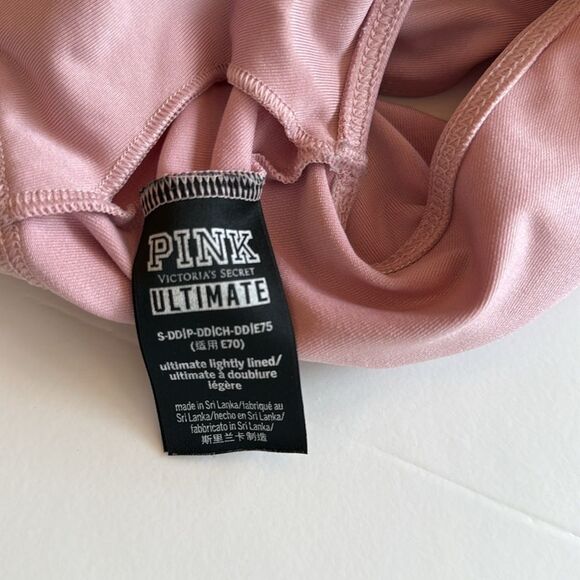 PINK
VICTORIA'S SECRET
ULTIMATE
S-DD|P-DD|CH-DD|E75
(适用 E70)
ultimate lightly lined/
ultimate à doublure
légère
made in Sri Lanka/fabriqué au
Sri Lanka/hecho en Sri Lanka/
fabbricato in Sri Lanka/
斯里兰卡制造